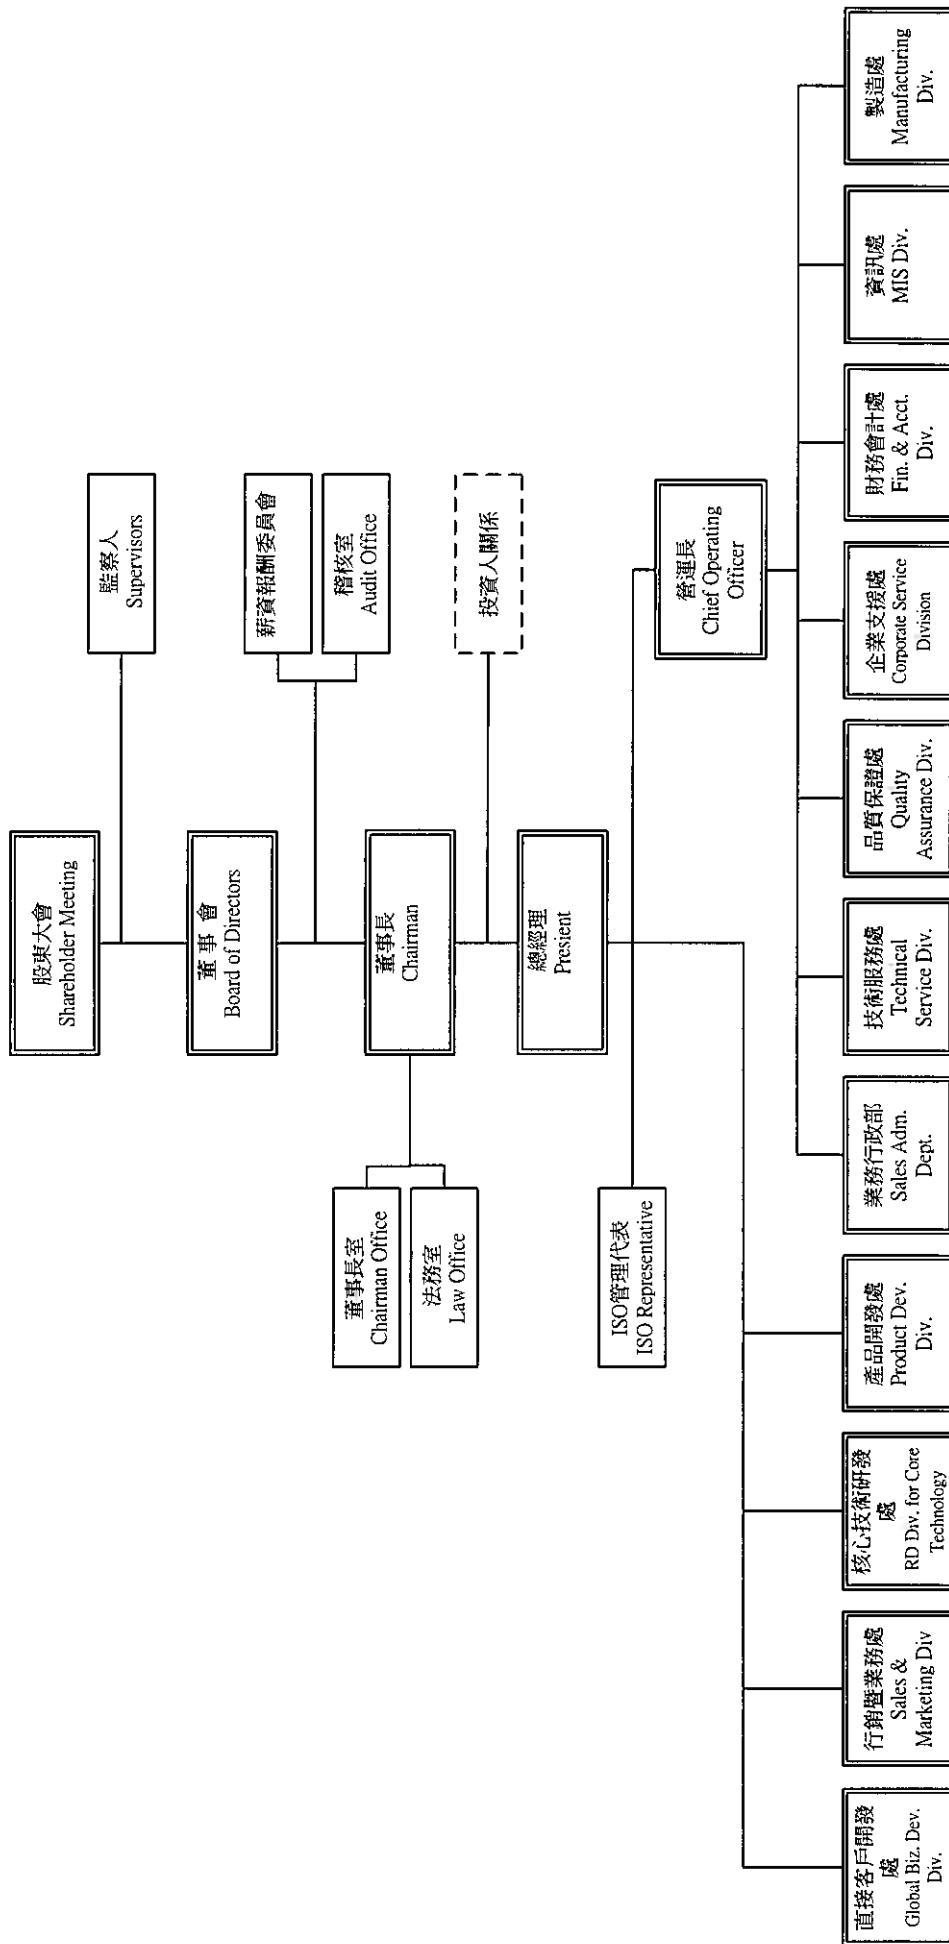 股東大會
Shareholder Meeting
監察人
Supervisors
董 事 會
Board of Directors
薪資報酬委員會
稽核室
Audit Office
董事長
Chairman
董事長室
Chairman Office
法務室
Law Office
投資人關係
總經理
Presient
ISO管理代表
ISO Representative
營運長
Chief Operating
Officer
直接客戶開發
處
Global Biz. Dev.
Div.
行銷暨業務處
Sales &
Marketing Div
核心技術研發
處
RD Div. for Core
Technology
產品開發處
Product Dev.
Div.
業務行政部
Sales Adm.
Dept.
技術服務處
Technical
Service Div.
品質保證處
Quality
Assurance Div.
企業支援處
Corporate Service
Division
財務會計處
Fin. & Acct.
Div.
資訊處
MIS Div.
製造處
Manufacturing
Div.